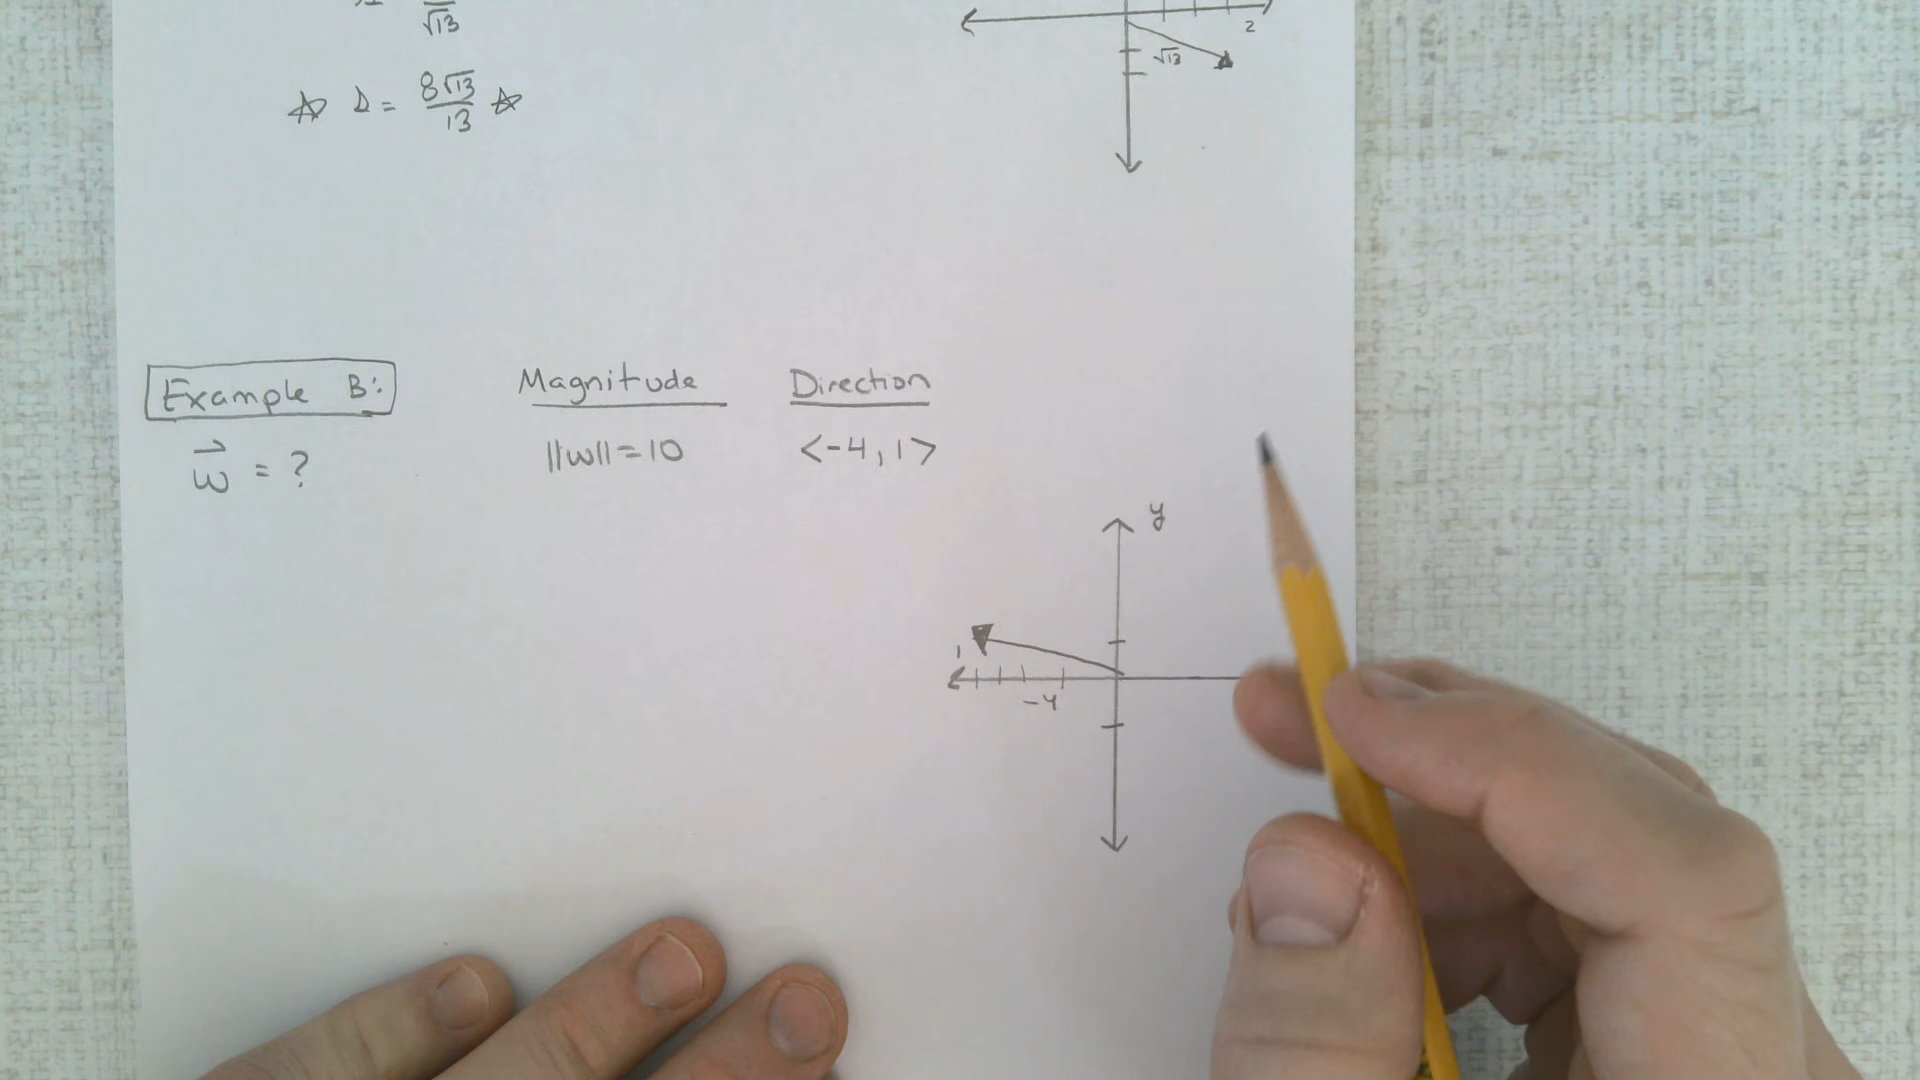 √13
2
√13
☆ Δ = 8√13/13 ☆
Example B:
Magnitude
Direction
w⃗ = ?
||w||=10
<-4,1>
y
1
-4